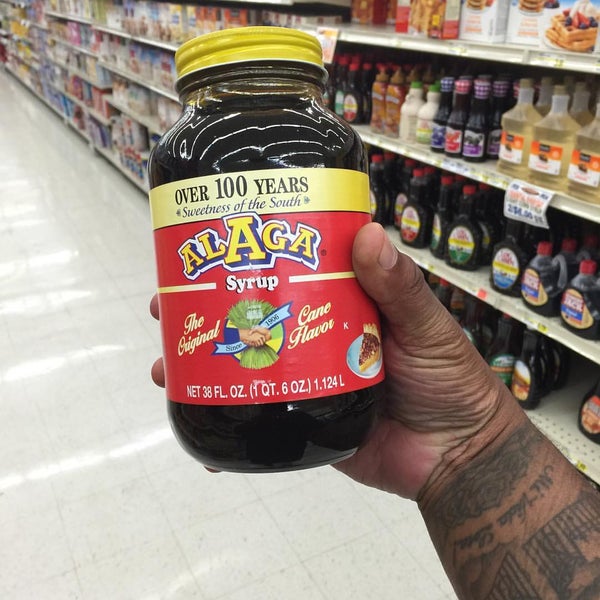 OVER 100 YEARS
Sweetness of the South
ALAGA
Syrup
The Original
Cane Flavor
Since 1906
K
NET 38 FL. OZ. (1 QT. 6 OZ.) 1.124 L